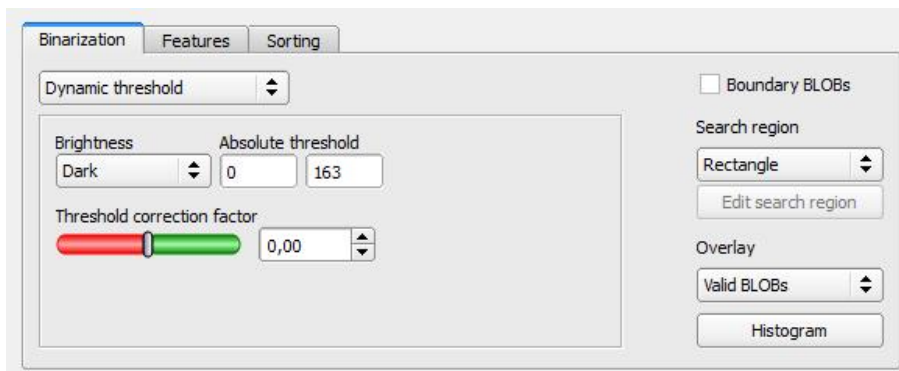 Binarization Features Sorting
Dynamic threshold
Boundary BLOBs
Brightness Absolute threshold
Dark 0 163
Threshold correction factor
0,00
Search region
Rectangle
Edit search region
Overlay
Valid BLOBs
Histogram